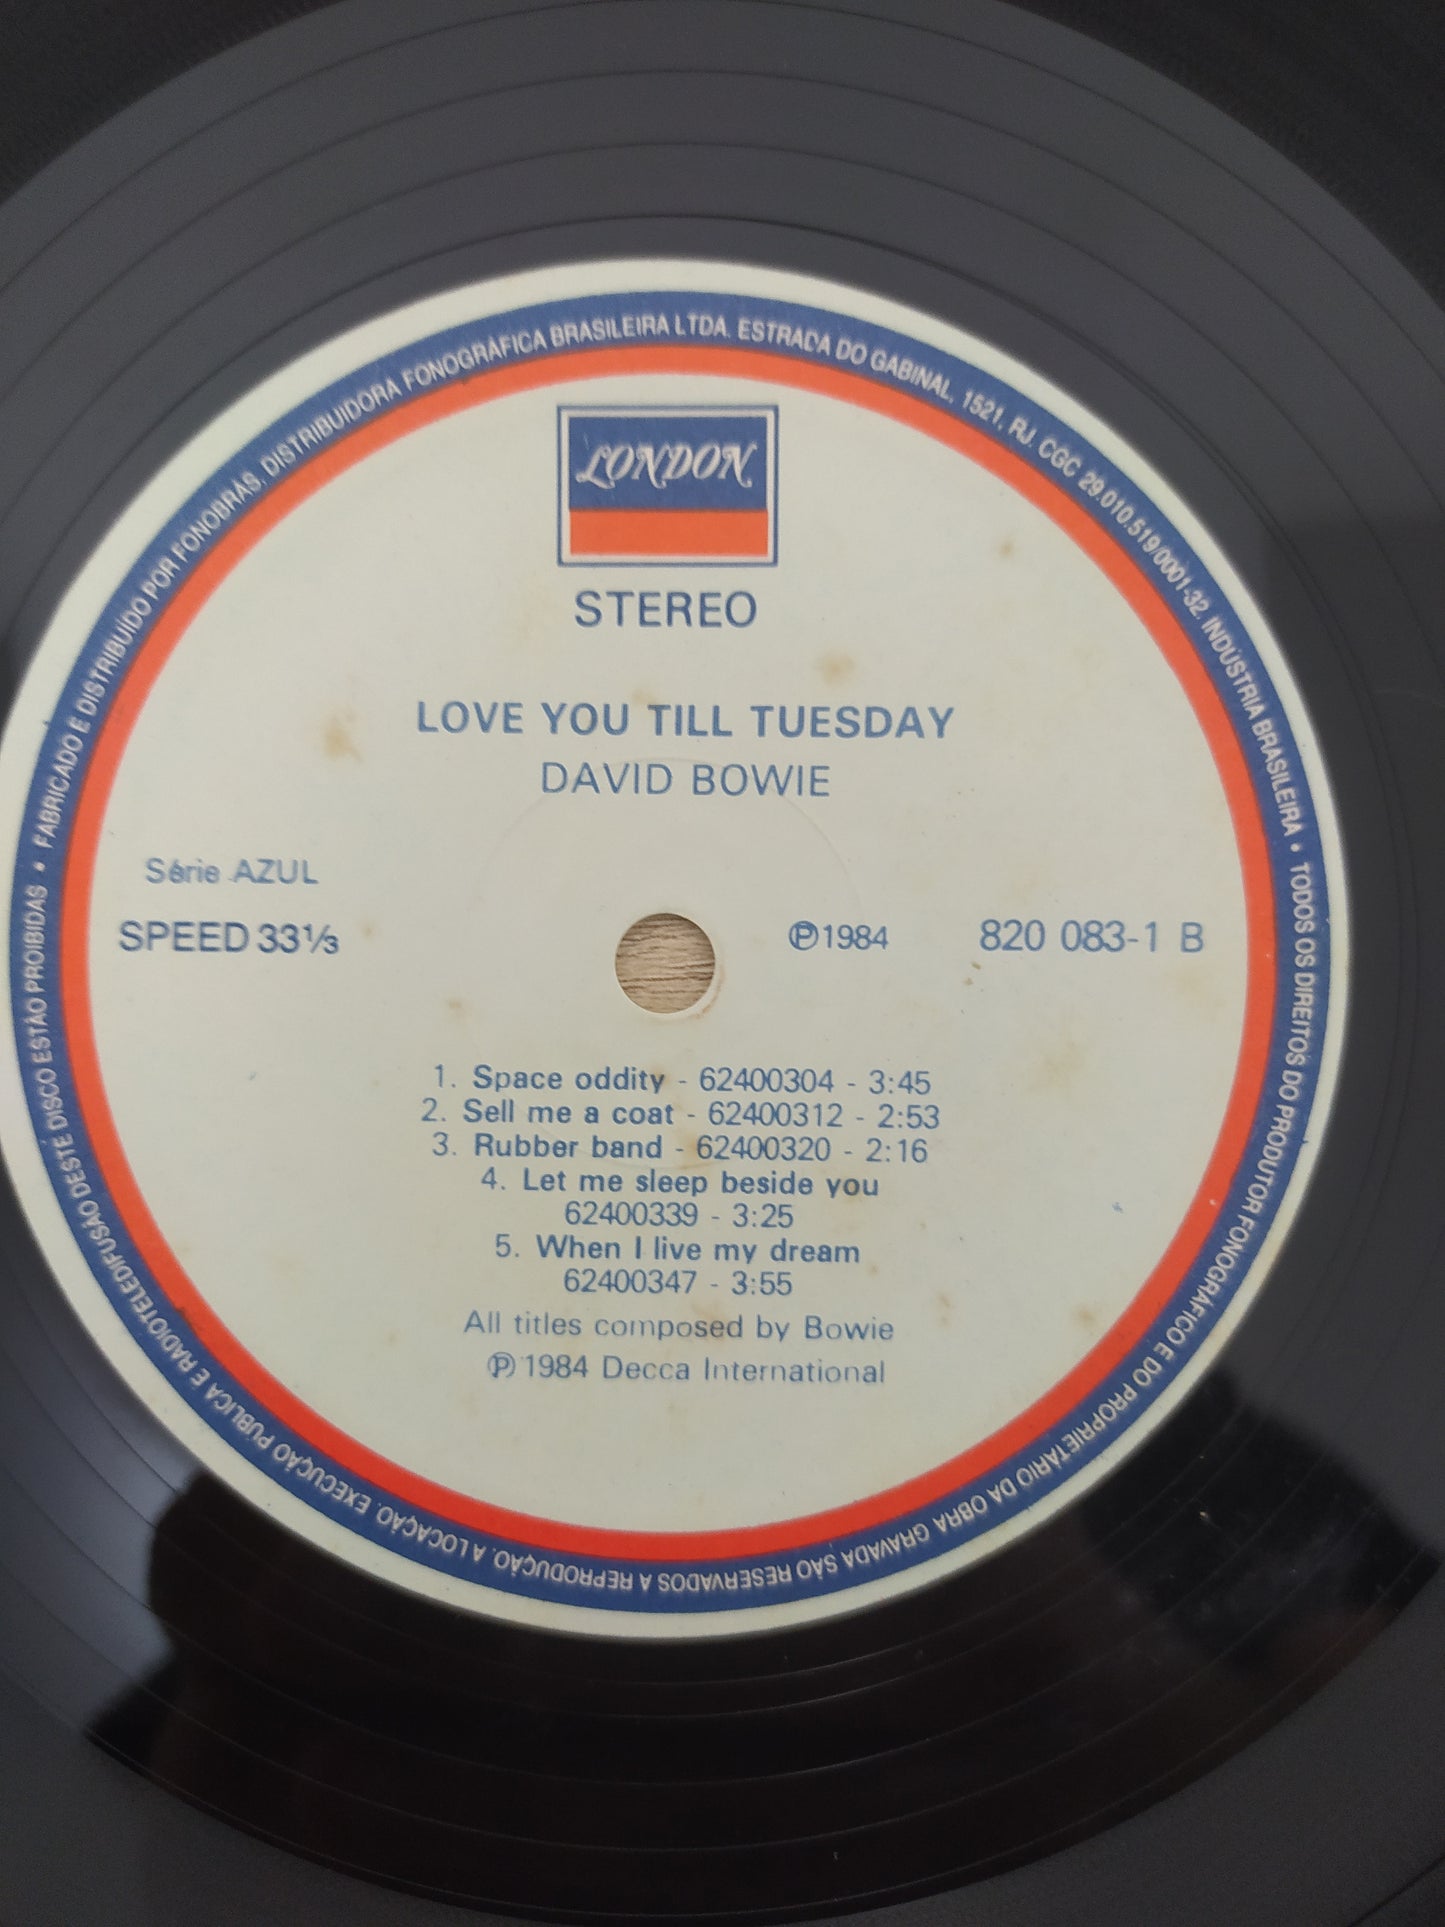 FABRICADO E DISTRIBUÍDO POR FONOBRÁS, DISTRIBUIDORA FONOGRÁFICA BRASILEIRA LTDA. ESTRADA DO GABINAL, 1521, RJ. CGC 29.010.519/0001-32. INDÚSTRIA BRASILEIRA • TODOS OS DIREITOS DO PRODUTOR FONOGRÁFICO E DO PROPRIETÁRIO DA OBRA GRAVADA SÃO RESERVADOS A REPRODUÇÃO. A LOCAÇÃO. EXECUÇÃO PÚBLICA E RADIOTELEDIFUSÃO DESTE DISCO ESTÃO PROIBIDAS •
LONDON
STEREO
LOVE YOU TILL TUESDAY
DAVID BOWIE
Série AZUL
SPEED 33⅓ ℗1984 820 083-1 B
1. Space oddity - 62400304 - 3:45
2. Sell me a coat - 62400312 - 2:53
3. Rubber band - 62400320 - 2:16
4. Let me sleep beside you
62400339 - 3:25
5. When I live my dream
62400347 - 3:55
All titles composed by Bowie
℗ 1984 Decca International